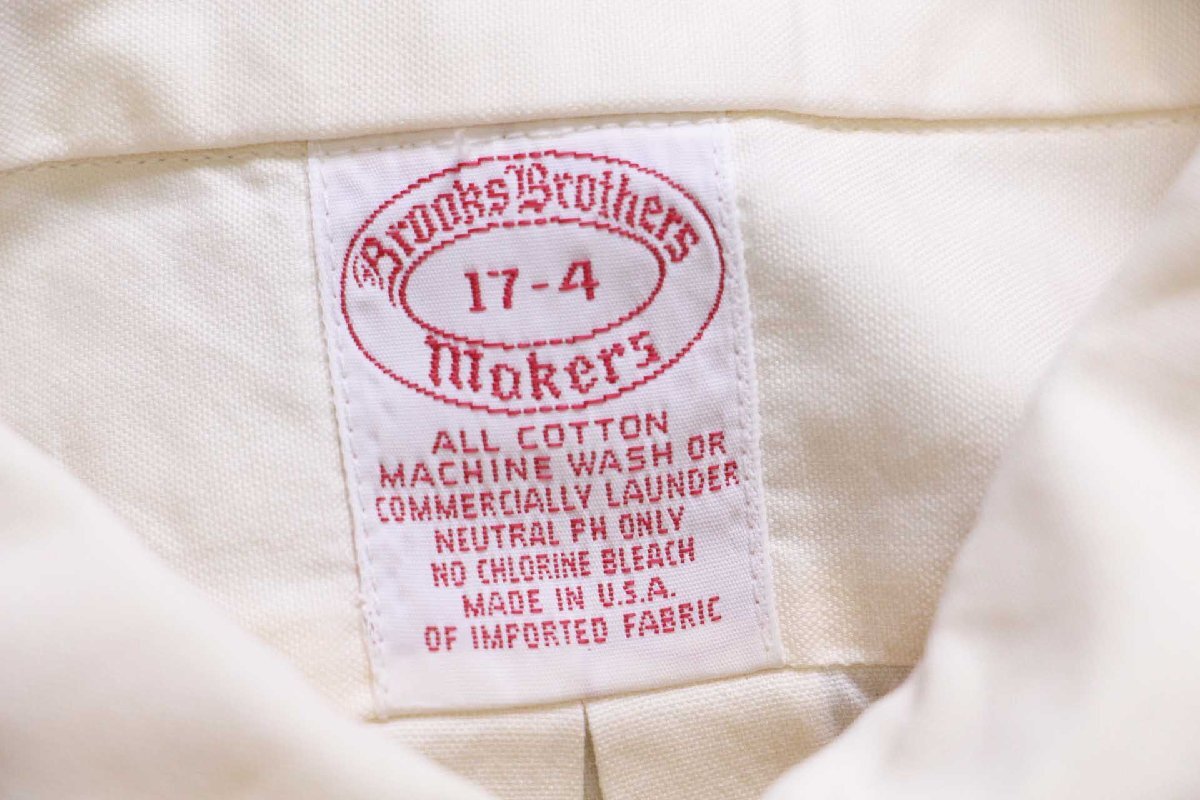 Brooks Brothers
17-4
Makers
ALL COTTON
MACHINE WASH OR
COMMERCIALLY LAUNDER
NEUTRAL PH ONLY
NO CHLORINE BLEACH
MADE IN U.S.A.
OF IMPORTED FABRIC